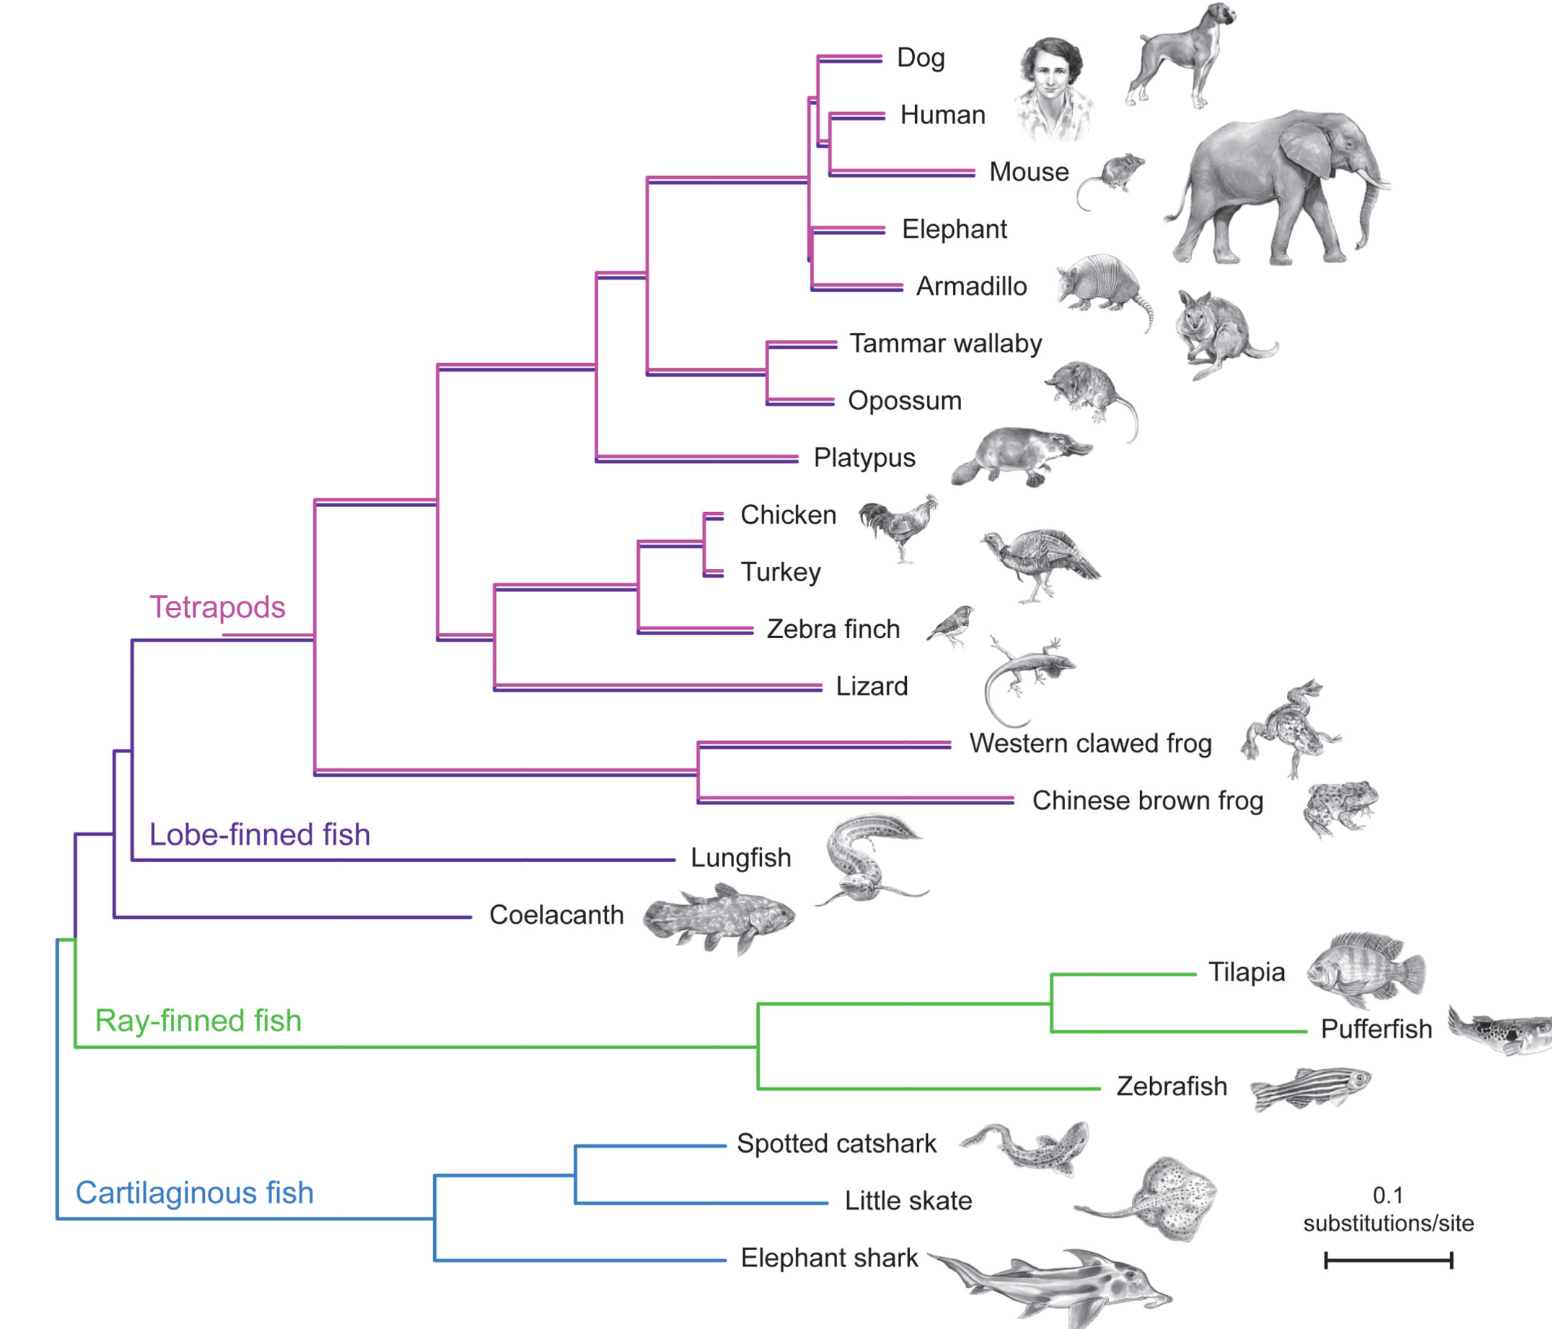 Dog
Human
Mouse
Elephant
Armadillo
Tammar wallaby
Opossum
Platypus
Chicken
Turkey
Tetrapods
Zebra finch
Lizard
Western clawed frog
Chinese brown frog
Lobe-finned fish
Lungfish
Coelacanth
Tilapia
Ray-finned fish
Pufferfish
Zebrafish
Spotted catshark
Cartilaginous fish
Little skate
0.1
substitutions/site
Elephant shark